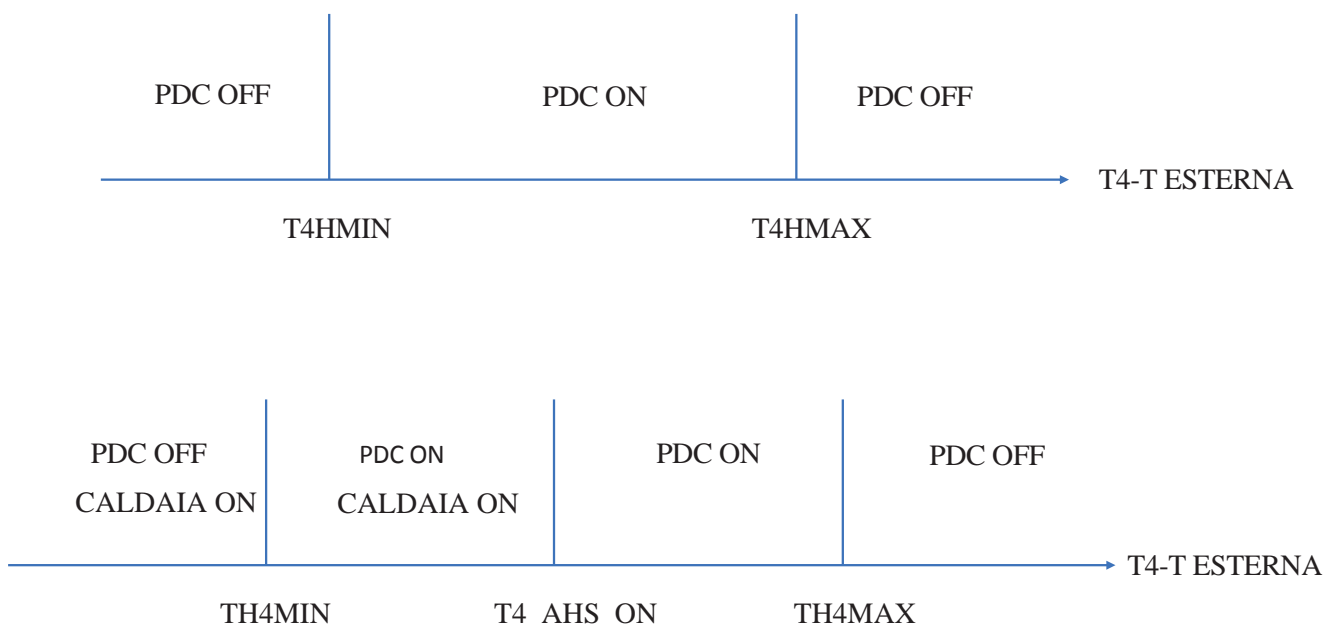 PDC OFF PDC ON PDC OFF
T4-T ESTERNA
T4HMIN T4HMAX
PDC OFF PDC ON PDC ON PDC OFF
CALDAIA ON CALDAIA ON
T4-T ESTERNA
TH4MIN T4 AHS ON TH4MAX